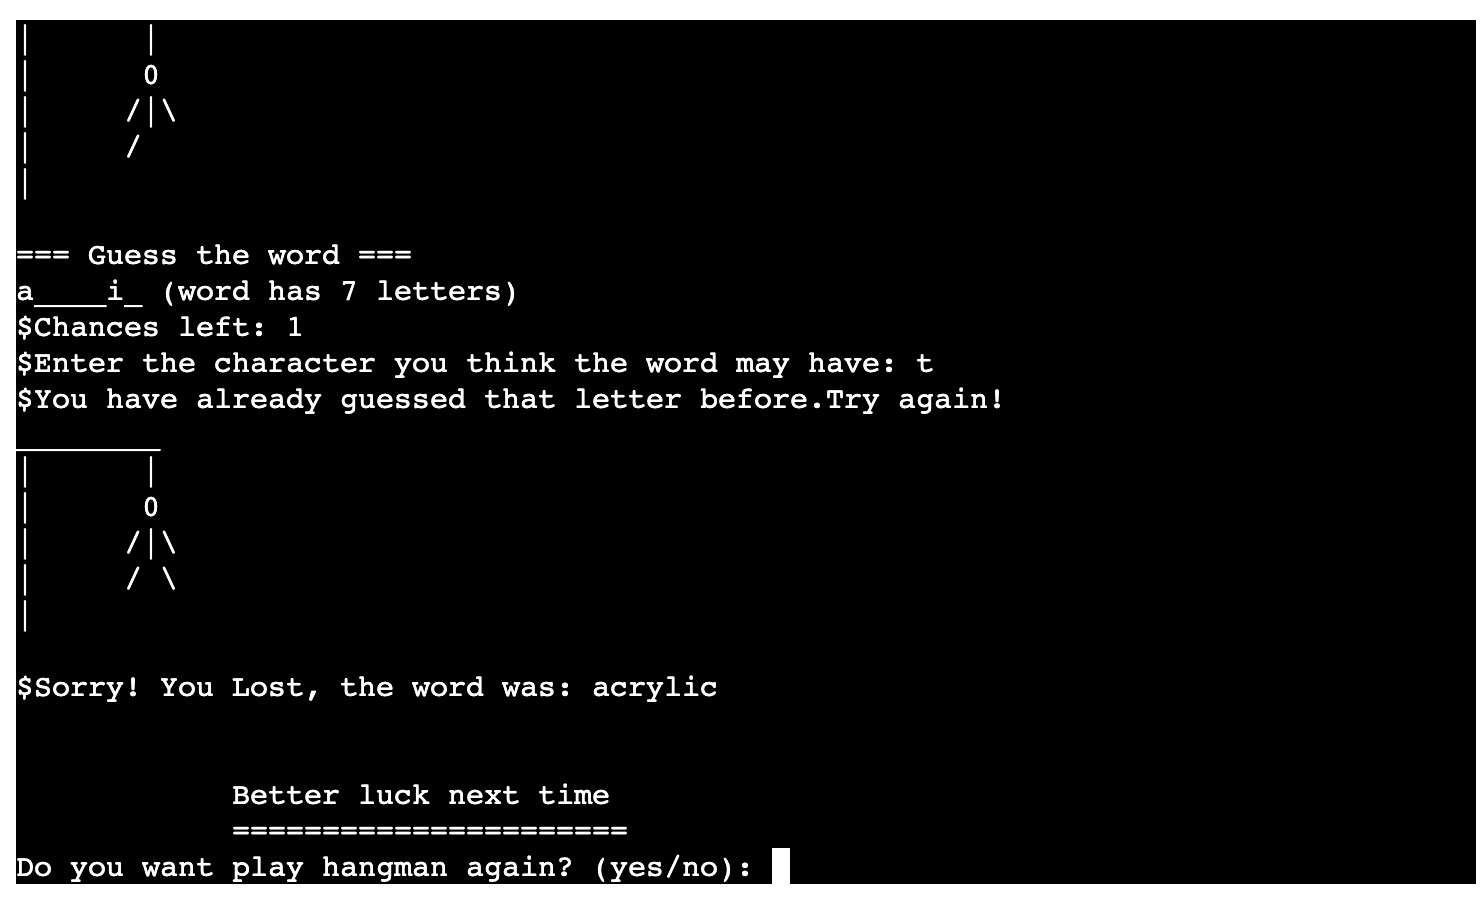 |      |
|      0
|     /|\
|     /
|
=== Guess the word ===
a____i_ (word has 7 letters)
$Chances left: 1
$Enter the character you think the word may have: t
$You have already guessed that letter before.Try again!
________
|      |
|      0
|     /|\
|     / \
|
$Sorry! You Lost, the word was: acrylic
Better luck next time
======================
Do you want play hangman again? (yes/no):